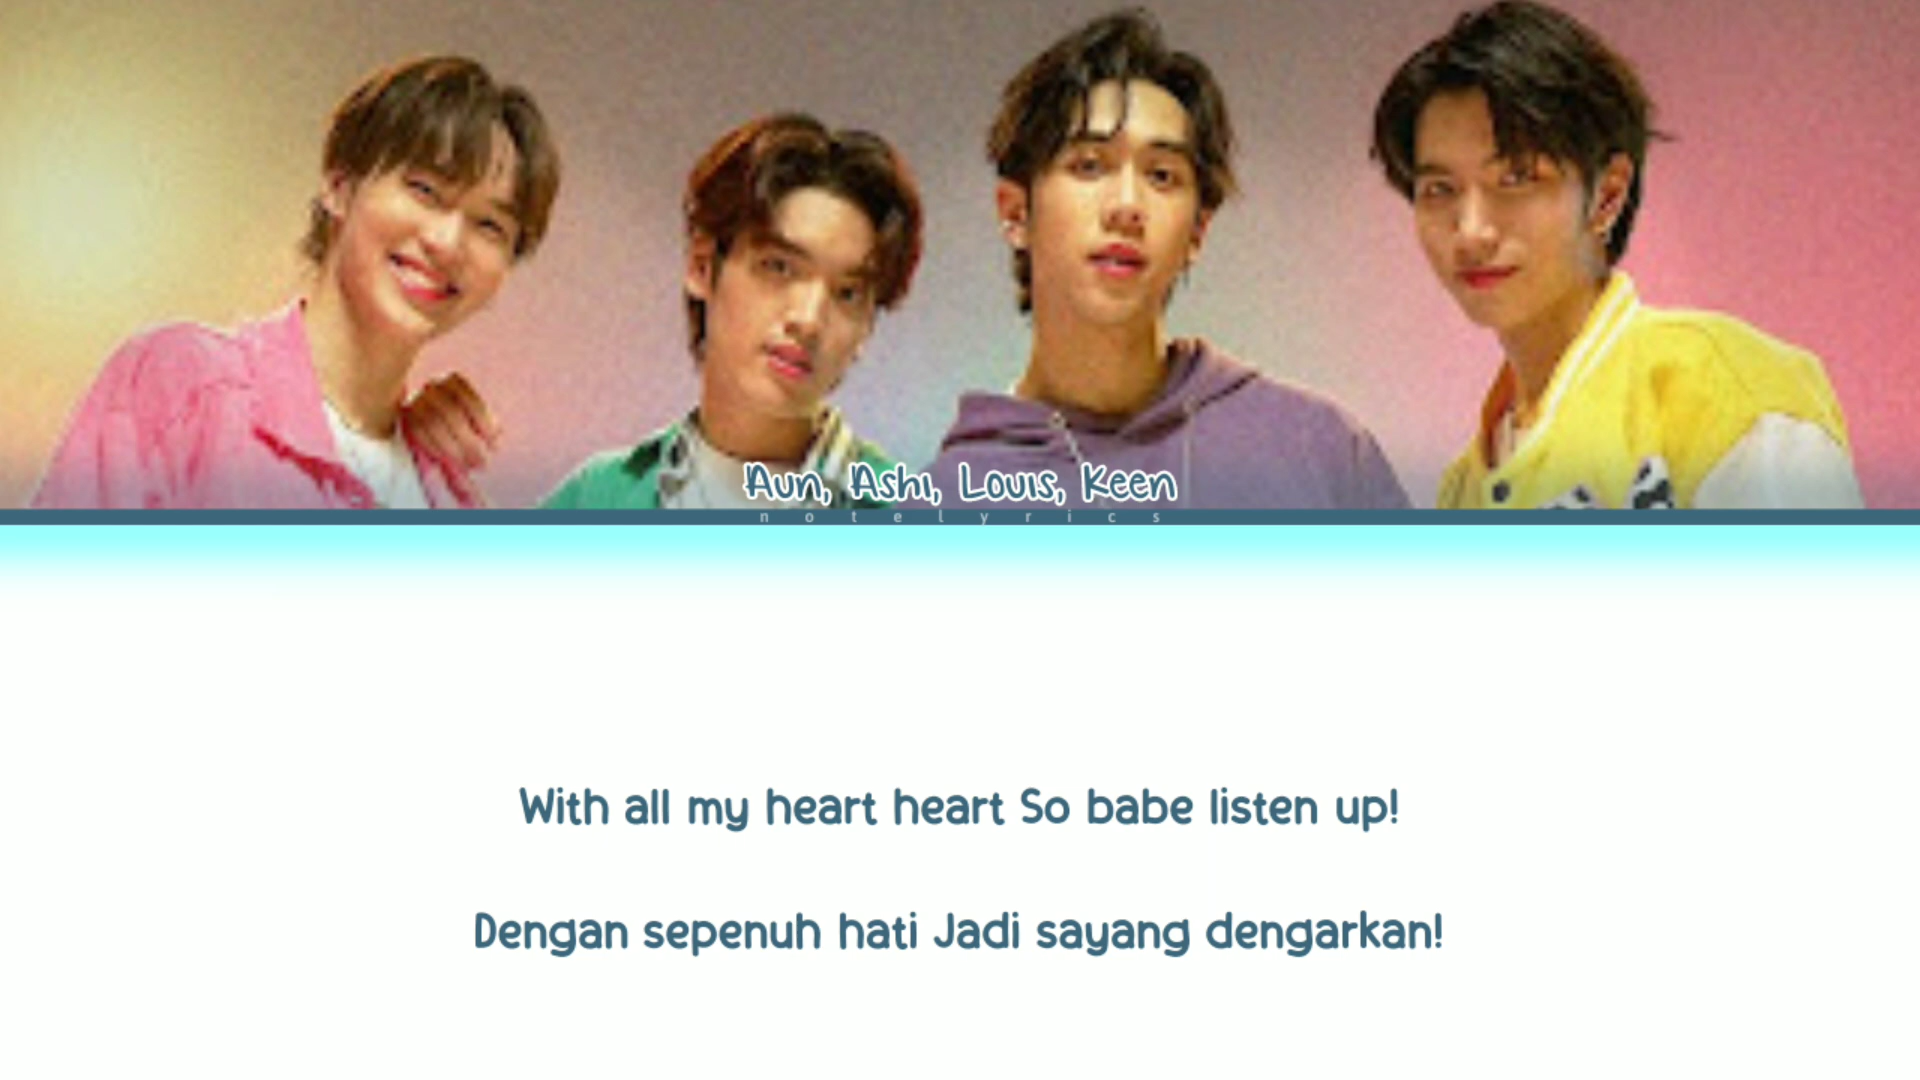 Aun, Ashi, Louis, Keen
notelyrics
With all my heart heart So babe listen up!
Dengan sepenuh hati Jadi sayang dengarkan!